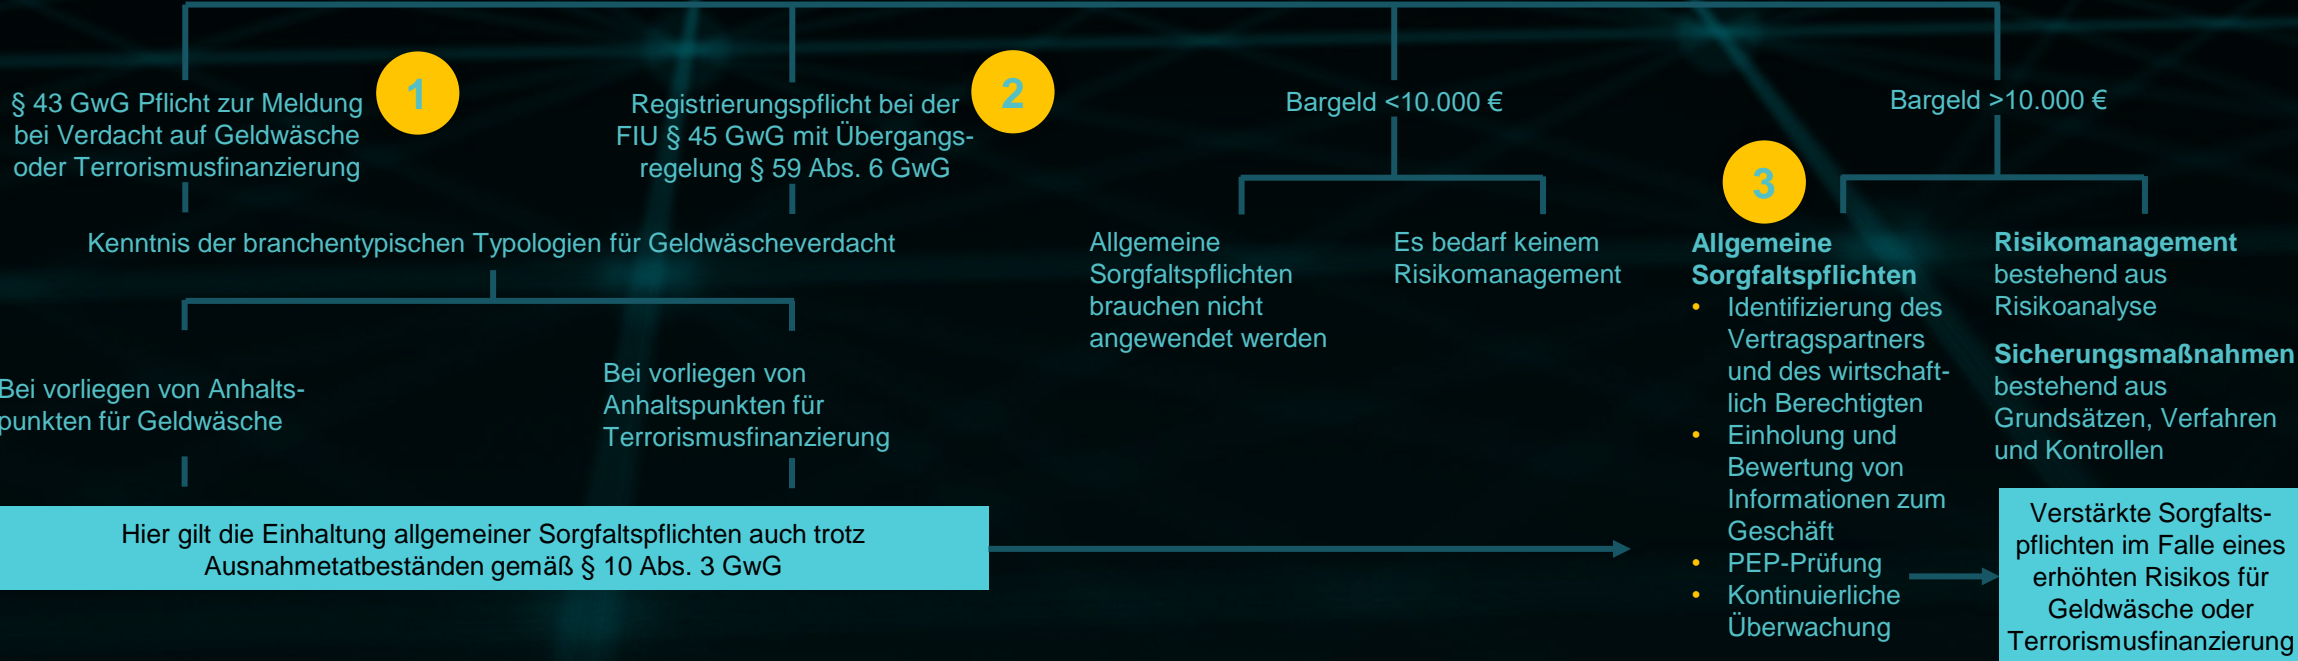 1
§ 43 GwG Pflicht zur Meldung
bei Verdacht auf Geldwäsche
oder Terrorismusfinanzierung
2
Registrierungspflicht bei der
FIU § 45 GwG mit Übergangs-
regelung § 59 Abs. 6 GwG
Bargeld <10.000 €
Bargeld >10.000 €
Kenntnis der branchentypischen Typologien für Geldwäscheverdacht
Bei vorliegen von Anhalts-
punkten für Geldwäsche
Bei vorliegen von
Anhaltspunkten für
Terrorismusfinanzierung
Hier gilt die Einhaltung allgemeiner Sorgfaltspflichten auch trotz
Ausnahmetatbeständen gemäß § 10 Abs. 3 GwG
Allgemeine
Sorgfaltspflichten
brauchen nicht
angewendet werden
Es bedarf keinem
Risikomanagement
3
Allgemeine
Sorgfaltspflichten
• Identifizierung des
Vertragspartners
und des wirtschaft-
lich Berechtigten
• Einholung und
Bewertung von
Informationen zum
Geschäft
• PEP-Prüfung
• Kontinuierliche
Überwachung
Risikomanagement
bestehend aus
Risikoanalyse
Sicherungsmaßnahmen
bestehend aus
Grundsätzen, Verfahren
und Kontrollen
Verstärkte Sorgfalts-
pflichten im Falle eines
erhöhten Risikos für
Geldwäsche oder
Terrorismusfinanzierung